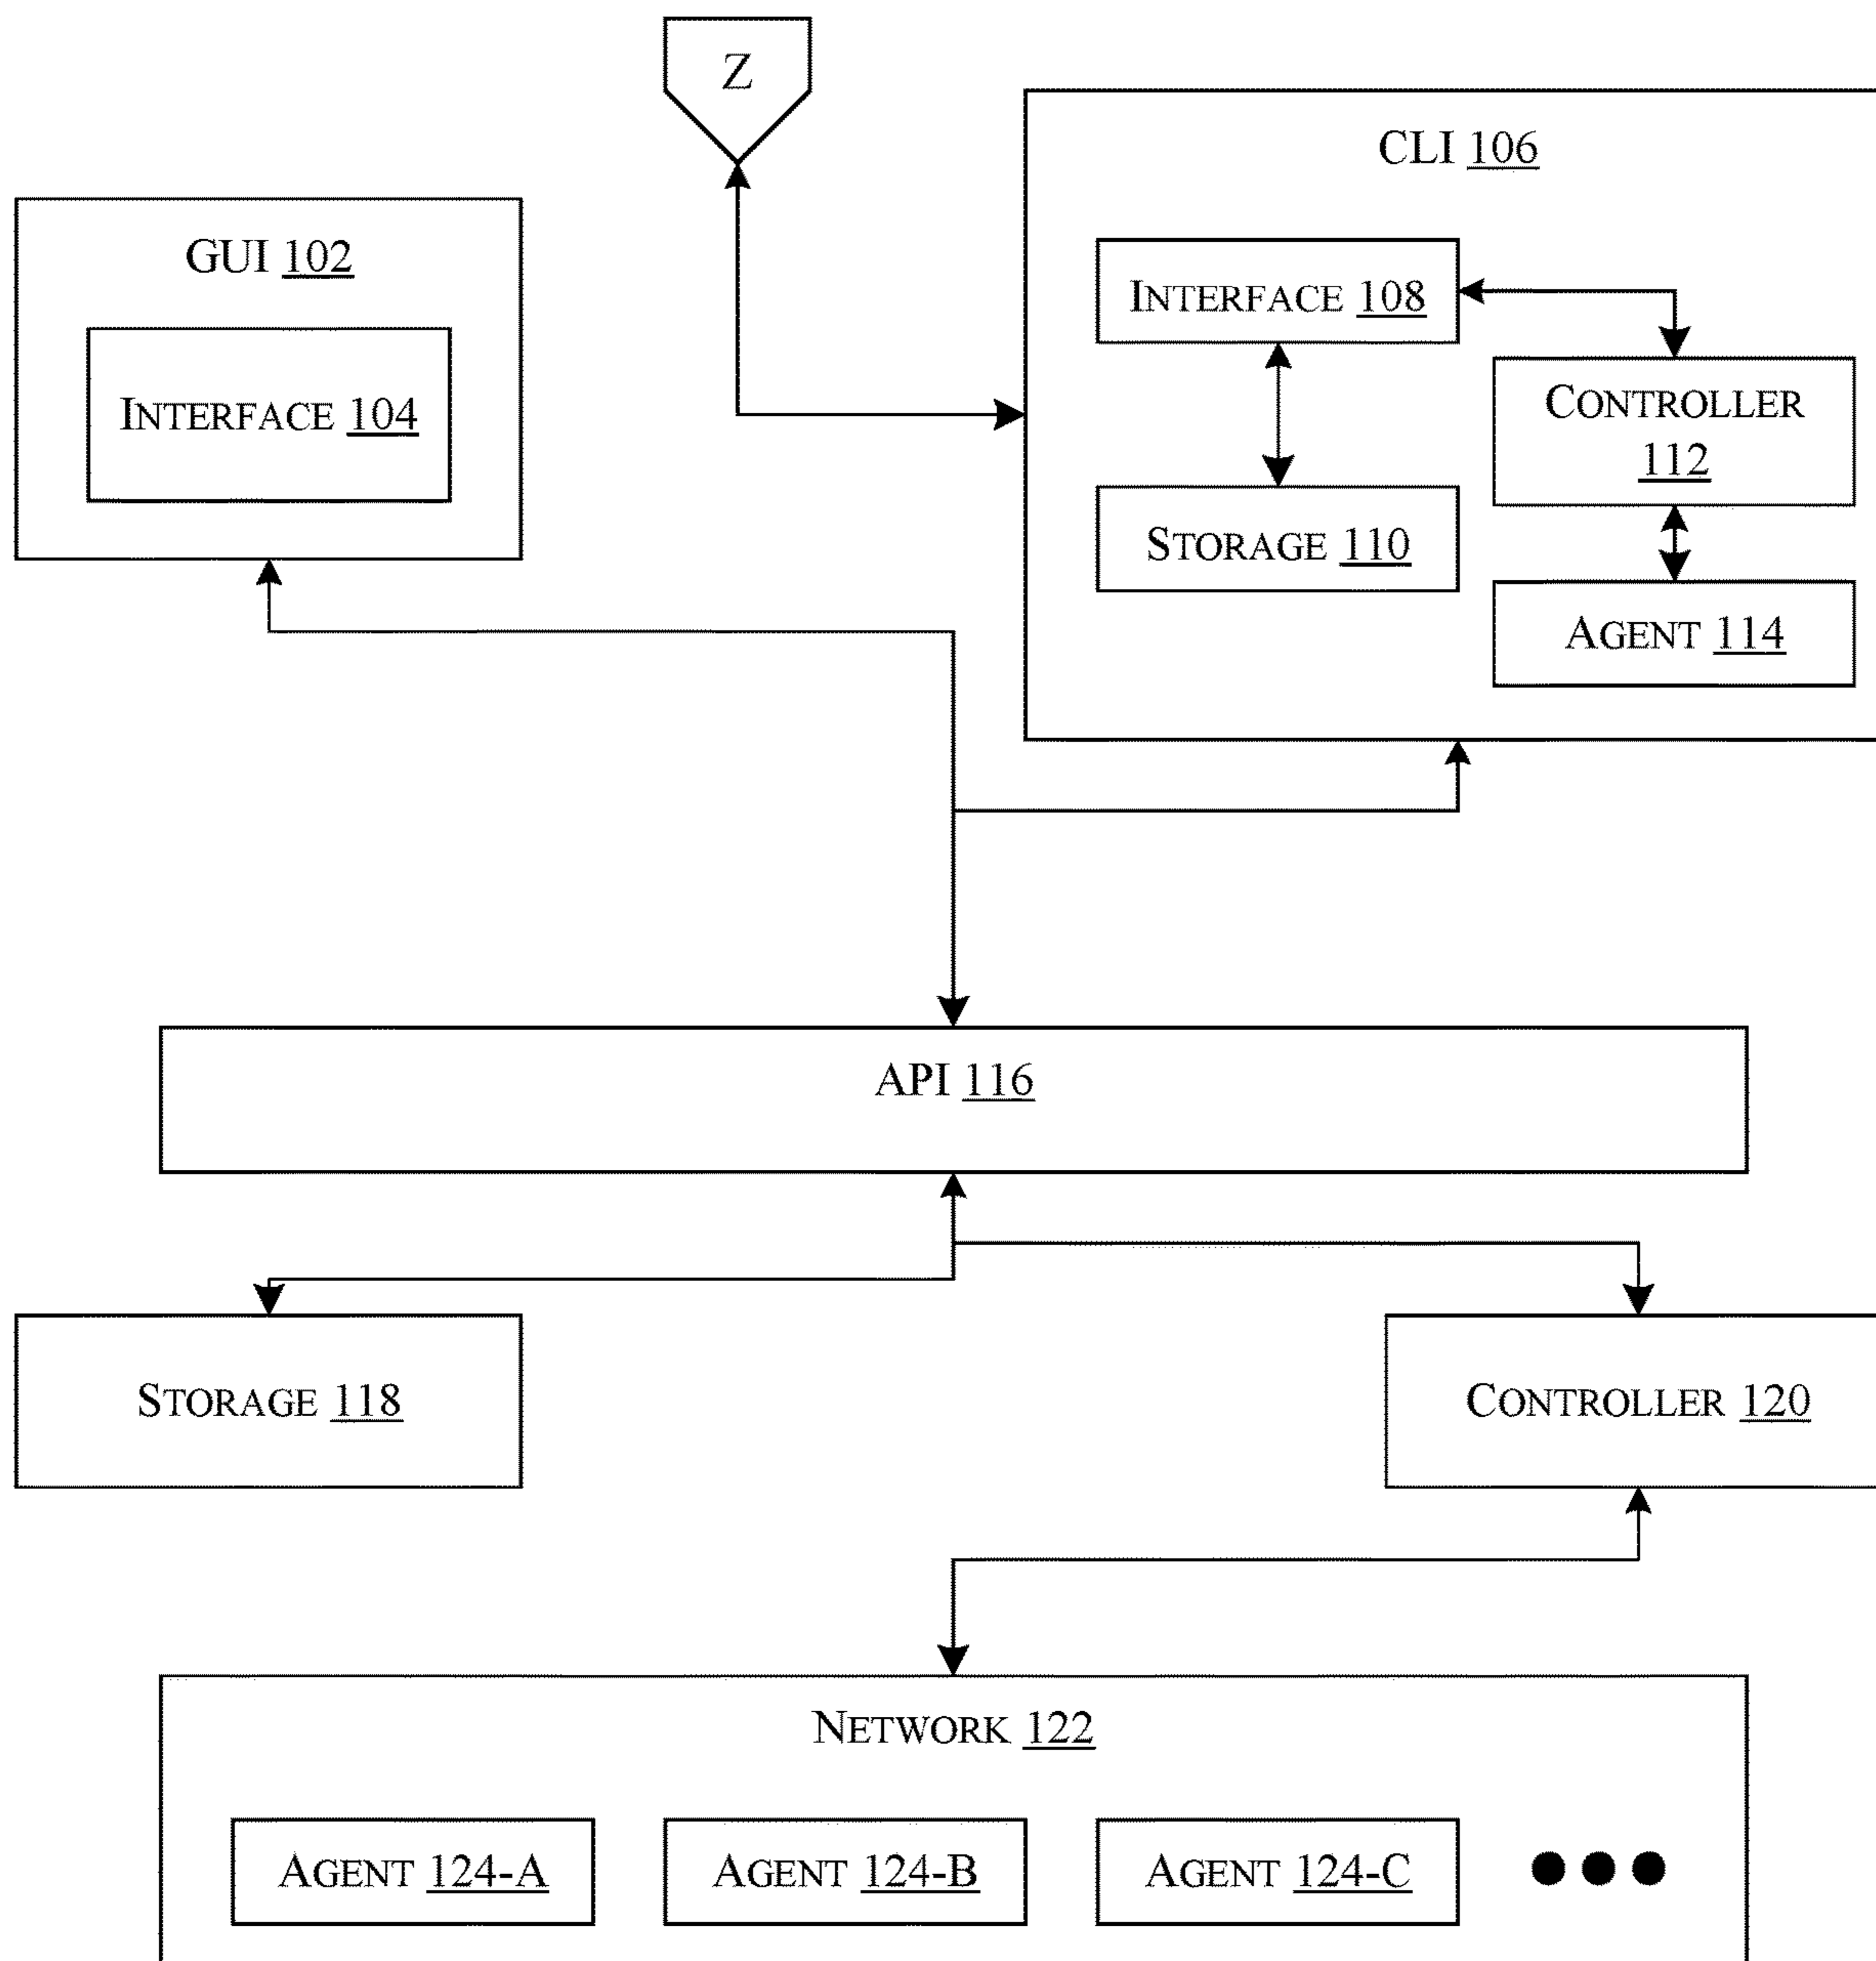 Z
CLI 106
GUI 102
INTERFACE 108
INTERFACE 104
CONTROLLER
112
STORAGE 110
AGENT 114
API 116
STORAGE 118
CONTROLLER 120
NETWORK 122
AGENT 124-A
AGENT 124-B
AGENT 124-C